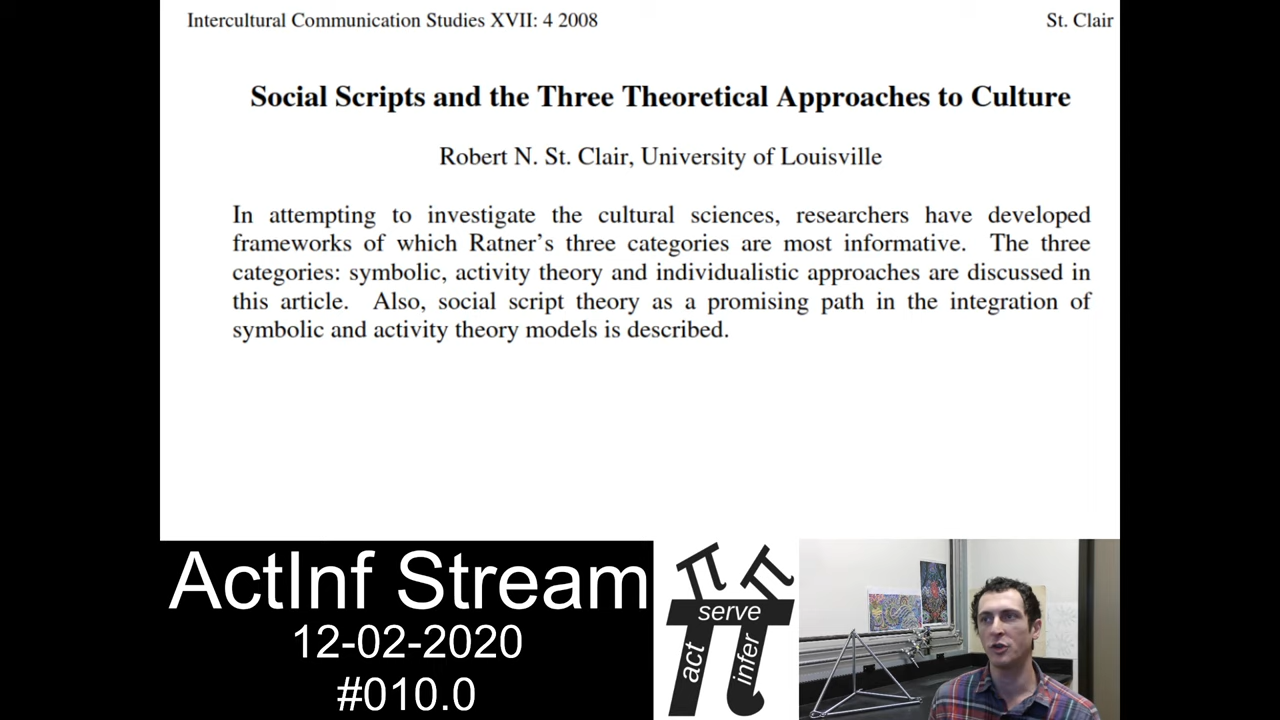 Intercultural Communication Studies XVII: 4 2008 St. Clair
Social Scripts and the Three Theoretical Approaches to Culture
Robert N. St. Clair, University of Louisville
In attempting to investigate the cultural sciences, researchers have developed
frameworks of which Ratner's three categories are most informative. The three
categories: symbolic, activity theory and individualistic approaches are discussed in
this article. Also, social script theory as a promising path in the integration of
symbolic and activity theory models is described.
ActInf Stream
12-02-2020
#010.0
π π
serve
act
infer